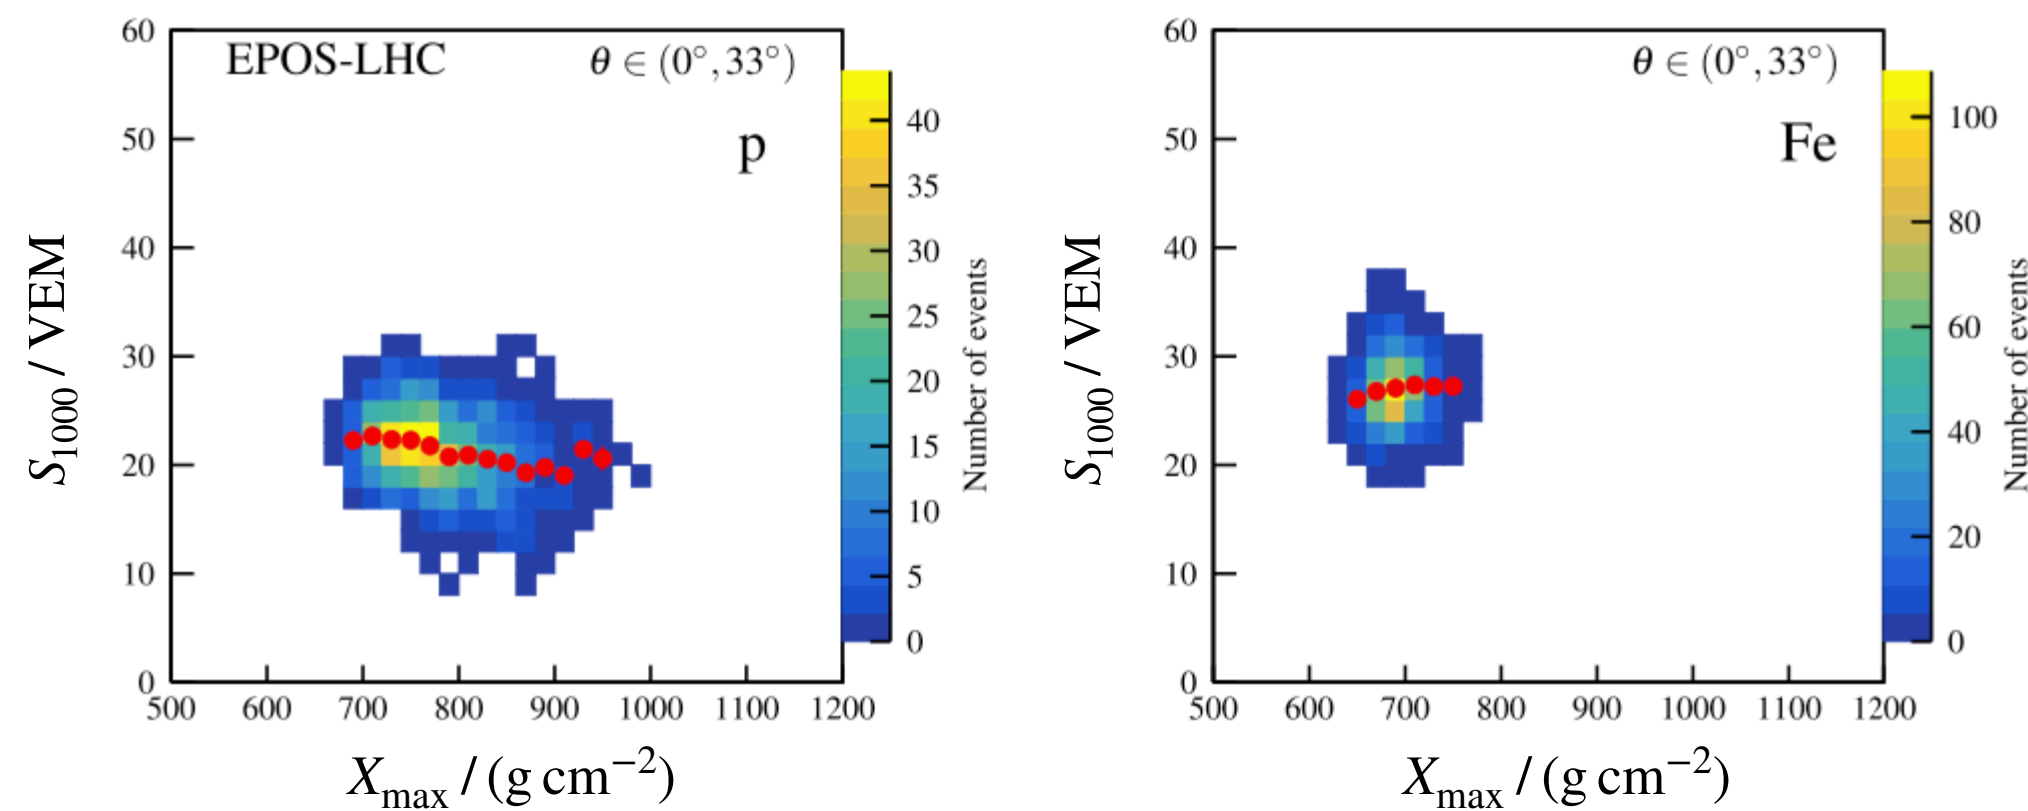 EPOS-LHC
θ ∈ (0°, 33°)
p
60
50
40
30
20
10
0
500 600 700 800 900 1000 1100 1200
S1000 / VEM
Xmax / (g cm−2)
40
35
30
25
20
15
10
5
0
Number of events
θ ∈ (0°, 33°)
Fe
60
50
40
30
20
10
0
500 600 700 800 900 1000 1100 1200
S1000 / VEM
Xmax / (g cm−2)
100
80
60
40
20
0
Number of events